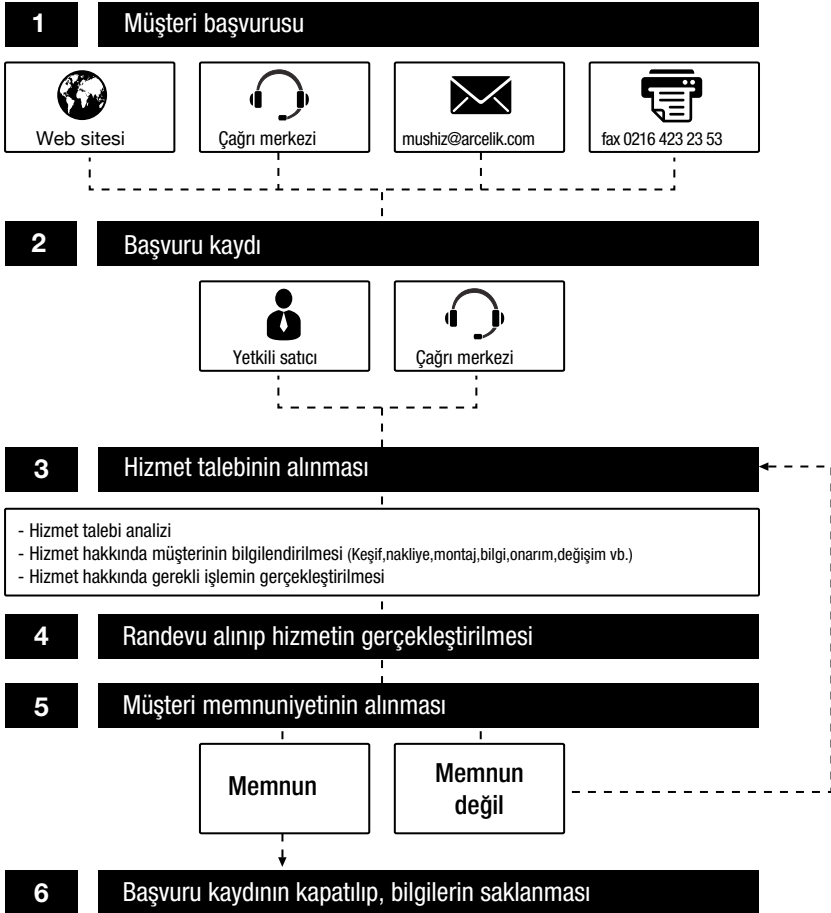 1 Müşteri başvurusu
Web sitesi
Çağrı merkezi
mushiz@arcelik.com
fax 0216 423 23 53
2 Başvuru kaydı
Yetkili satıcı
Çağrı merkezi
3 Hizmet talebinin alınması
- Hizmet talebi analizi
- Hizmet hakkında müşterinin bilgilendirilmesi (Keşif,nakliye,montaj,bilgi,onarım,değişim vb.)
- Hizmet hakkında gerekli işlemin gerçekleştirilmesi
4 Randevu alınıp hizmetin gerçekleştirilmesi
5 Müşteri memnuniyetinin alınması
Memnun
Memnun
değil
6 Başvuru kaydının kapatılıp, bilgilerin saklanması